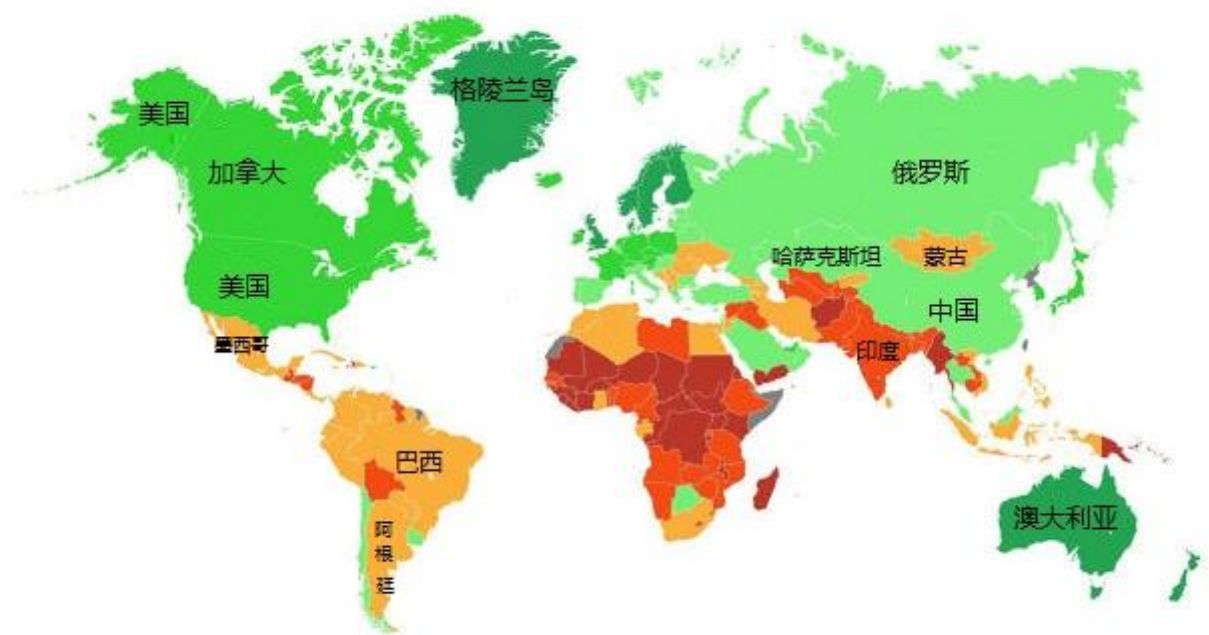 格陵兰岛
美国
加拿大
俄罗斯
哈萨克斯坦
蒙古
美国
中国
墨西哥
印度
巴西
澳大利亚
阿
根
廷